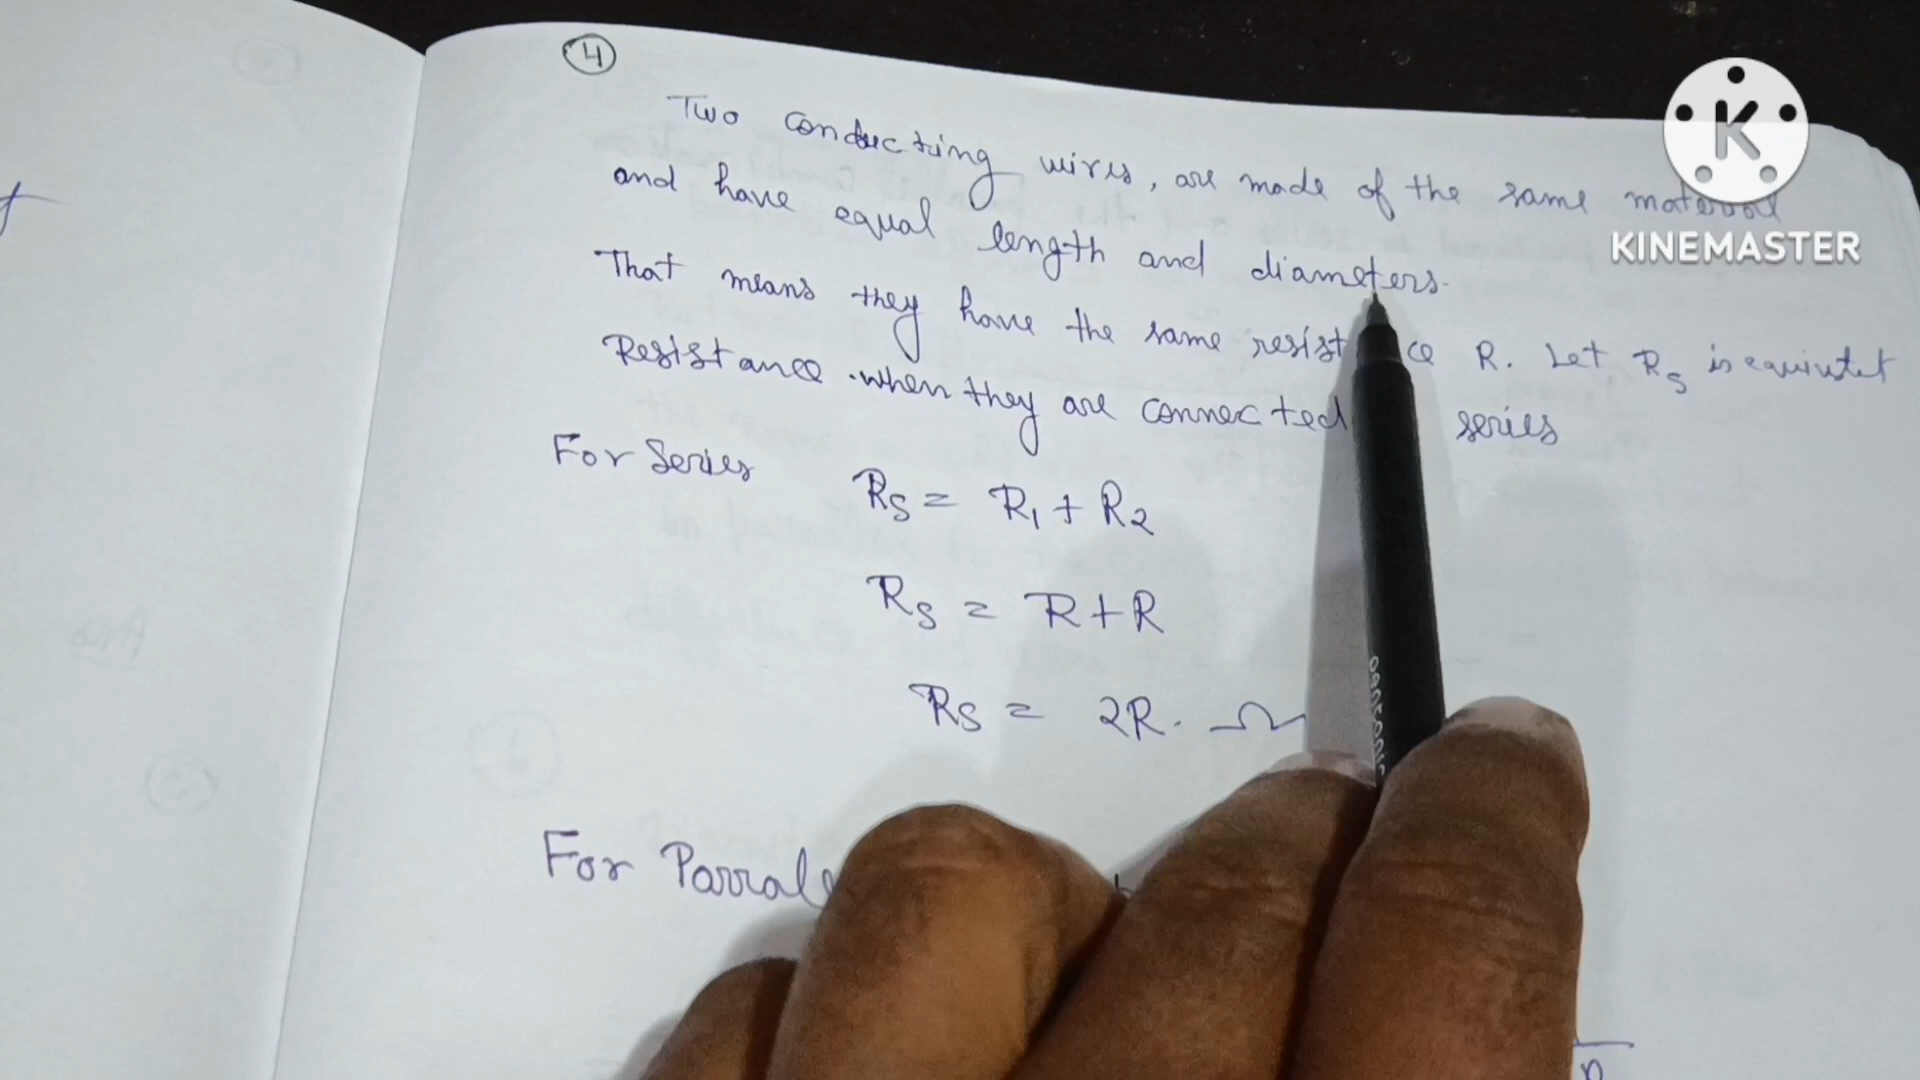 4
Two conducting wires, are made of the same material
and have equal length and diameters.
That means they have the same resist ce R. Let Rs is
Resistance when they are connected series
For Series Rs = R1 + R2
Rs = R+R
Rs = 2R. Ω
For Parral
K
KINEMASTER